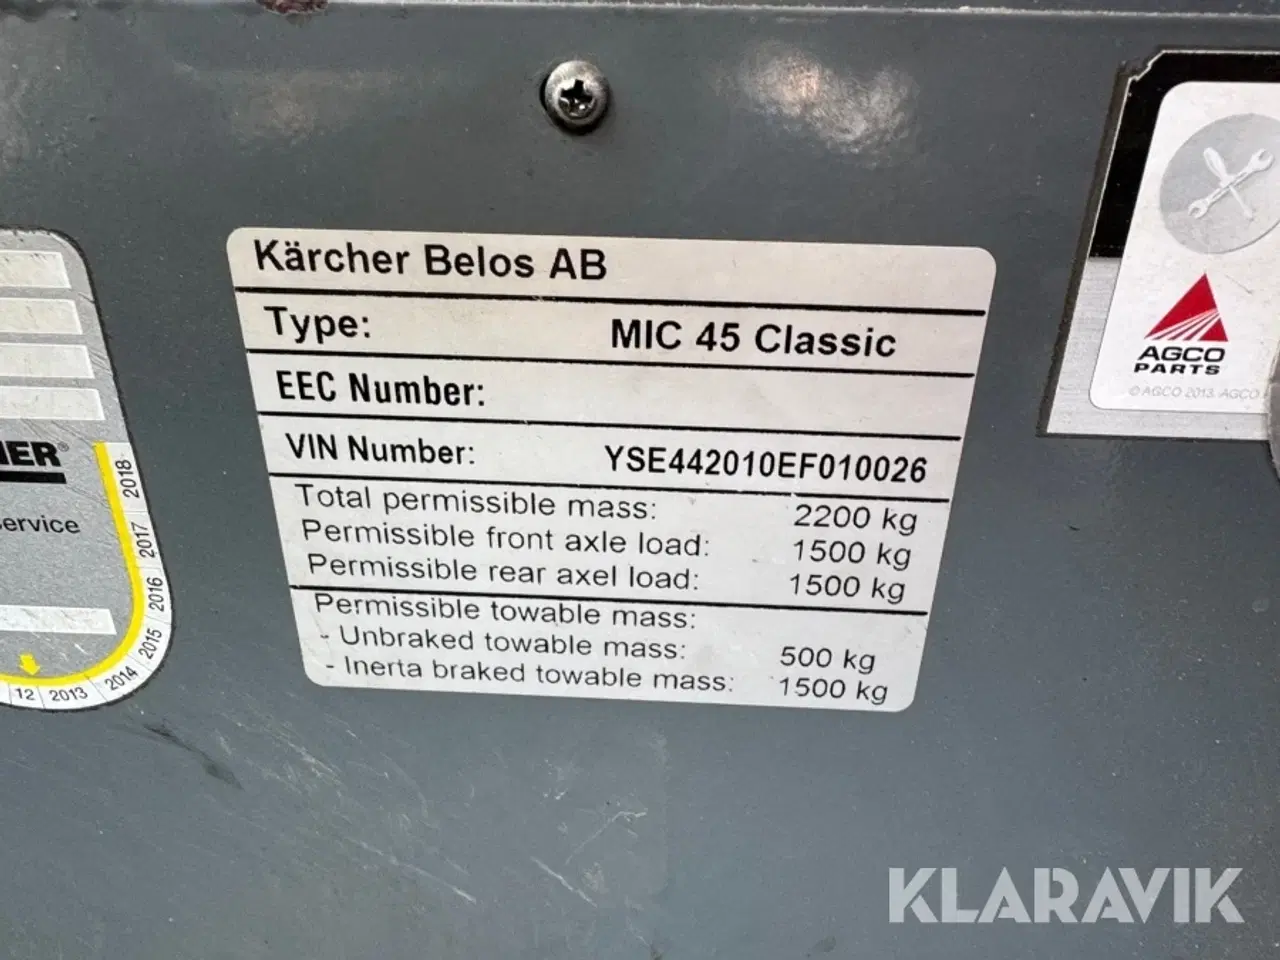 Kärcher Belos AB
Type: MIC 45 Classic
EEC Number:
VIN Number: YSE442010EF010026
Total permissible mass: 2200 kg
Permissible front axle load: 1500 kg
Permissible rear axel load: 1500 kg
Permissible towable mass:
- Unbraked towable mass: 500 kg
- Inerta braked towable mass: 1500 kg
HER®
ervice
12 2013 2014 2015 2016 2017 2018
AGCO
PARTS
© AGCO 2013. AGCO
KLARAVIK